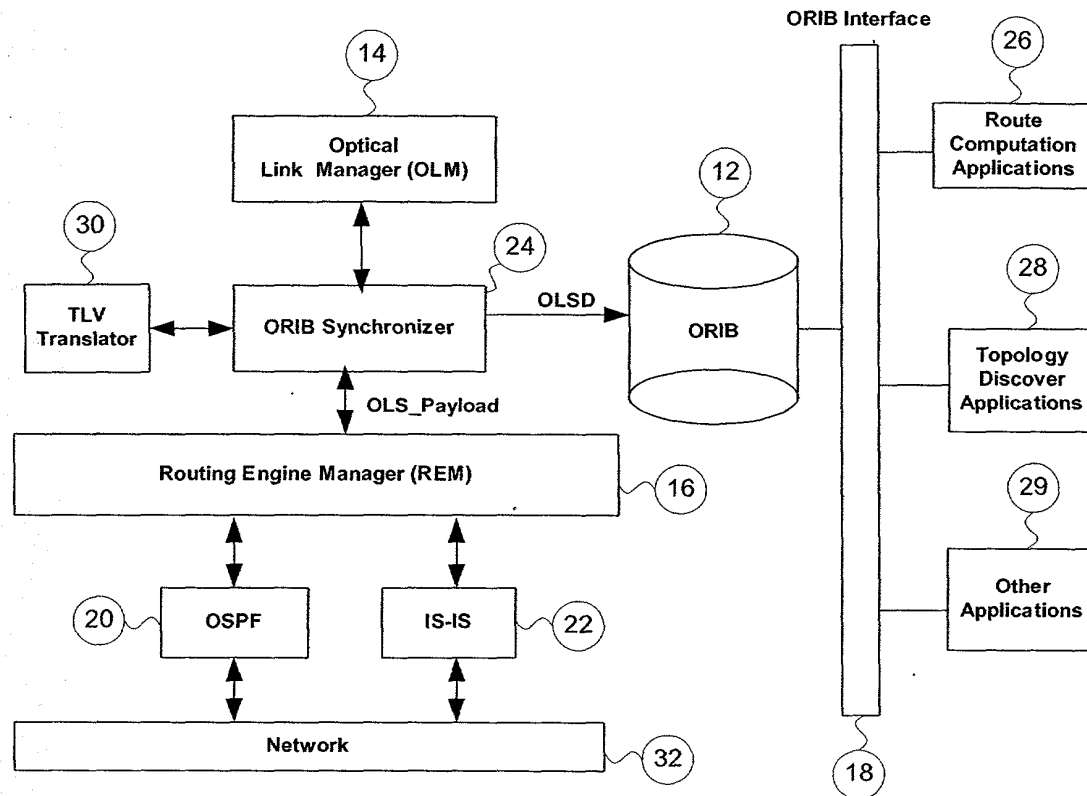 ORIB Interface
14
26
Optical
Link Manager (OLM)
Route
Computation
Applications
12
30
24
TLV
Translator
ORIB Synchronizer
OLSD
ORIB
28
Topology
Discover
Applications
OLS_Payload
Routing Engine Manager (REM)
16
29
Other
Applications
20
OSPF
IS-IS
22
Network
32
18